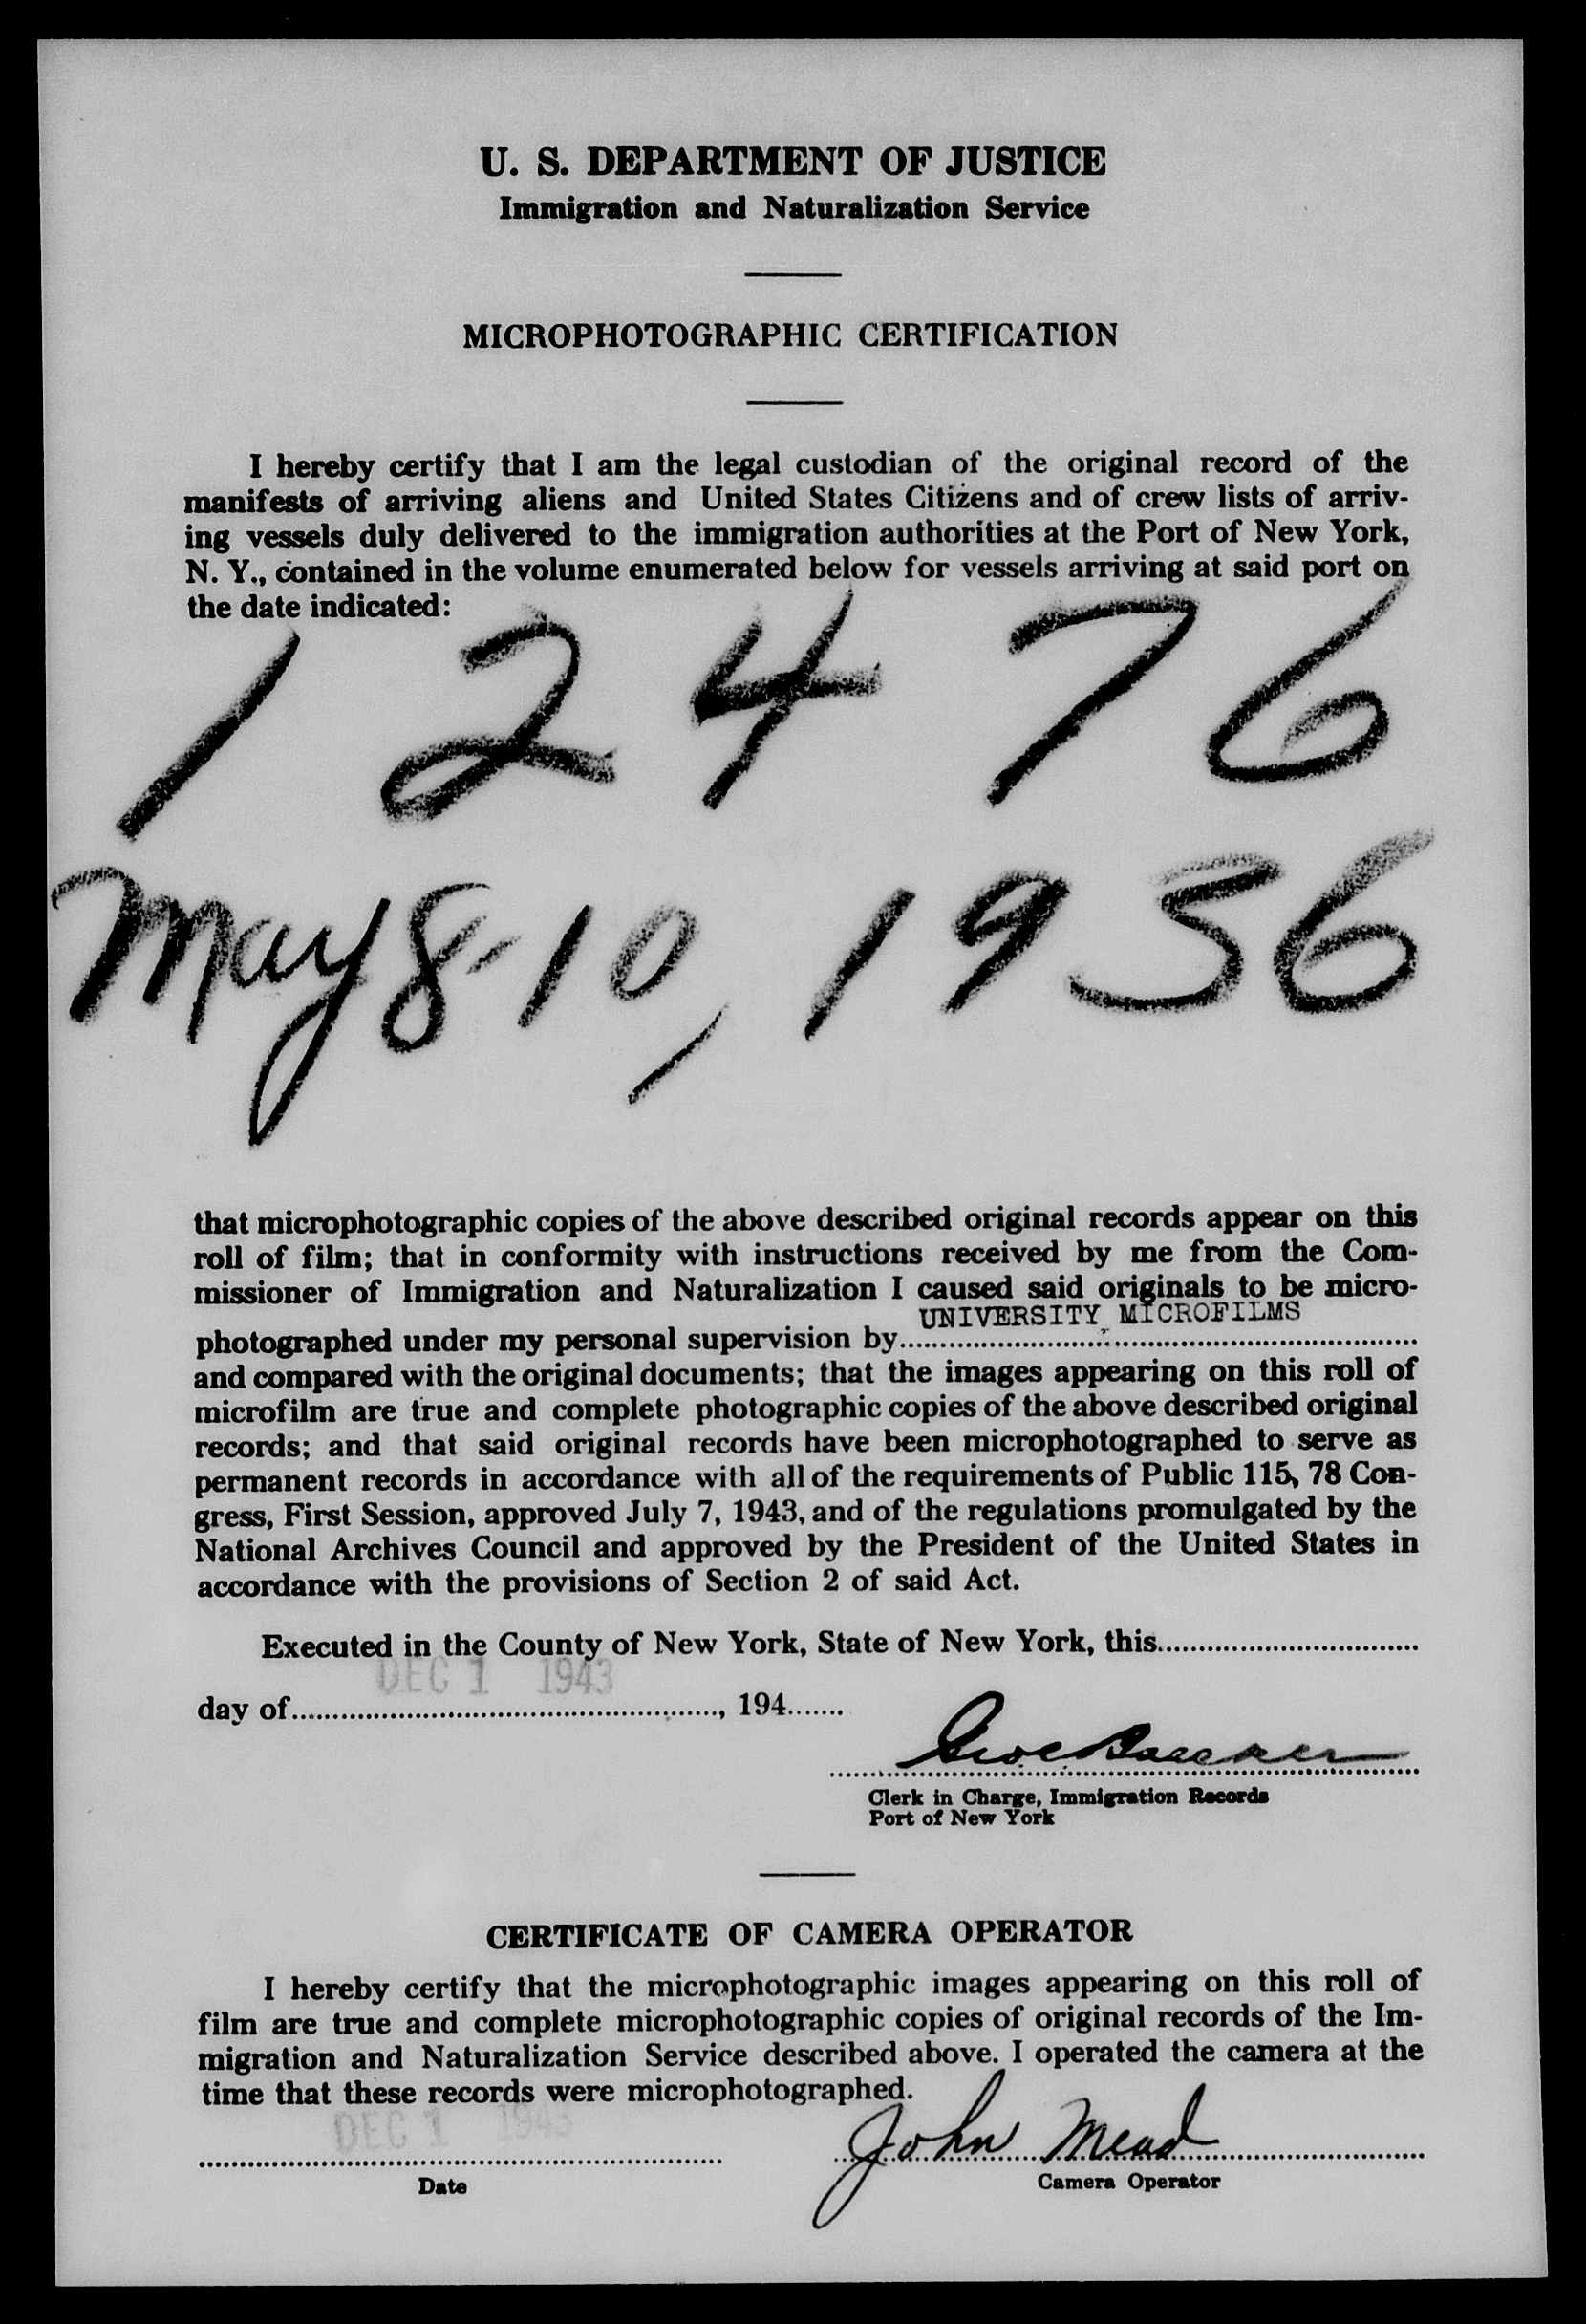 U. S. DEPARTMENT OF JUSTICE
Immigration and Naturalization Service
MICROPHOTOGRAPHIC CERTIFICATION
I hereby certify that I am the legal custodian of the original record of the
manifests of arriving aliens and United States Citizens and of crew lists of arriv-
ing vessels duly delivered to the immigration authorities at the Port of New York,
N. Y., contained in the volume enumerated below for vessels arriving at said port on
the date indicated:
1 2 4 7 6
May 8-10, 1936
that microphotographic copies of the above described original records appear on this
roll of film; that in conformity with instructions received by me from the Com-
missioner of Immigration and Naturalization I caused said originals to be micro-
UNIVERSITY MICROFILMS
photographed under my personal supervision by
and compared with the original documents; that the images appearing on this roll of
microfilm are true and complete photographic copies of the above described original
records; and that said original records have been microphotographed to serve as
permanent records in accordance with all of the requirements of Public 115, 78 Con-
gress, First Session, approved July 7, 1943, and of the regulations promulgated by the
National Archives Council and approved by the President of the United States in
accordance with the provisions of Section 2 of said Act.
Executed in the County of New York, State of New York, this
DEC 1 1943
day of, 194
Clerk in Charge, Immigration Records
Port of New York
CERTIFICATE OF CAMERA OPERATOR
I hereby certify that the microphotographic images appearing on this roll of
film are true and complete microphotographic copies of original records of the Im-
migration and Naturalization Service described above. I operated the camera at the
time that these records were microphotographed.
DEC 1 1943
John Mead
Date
Camera Operator